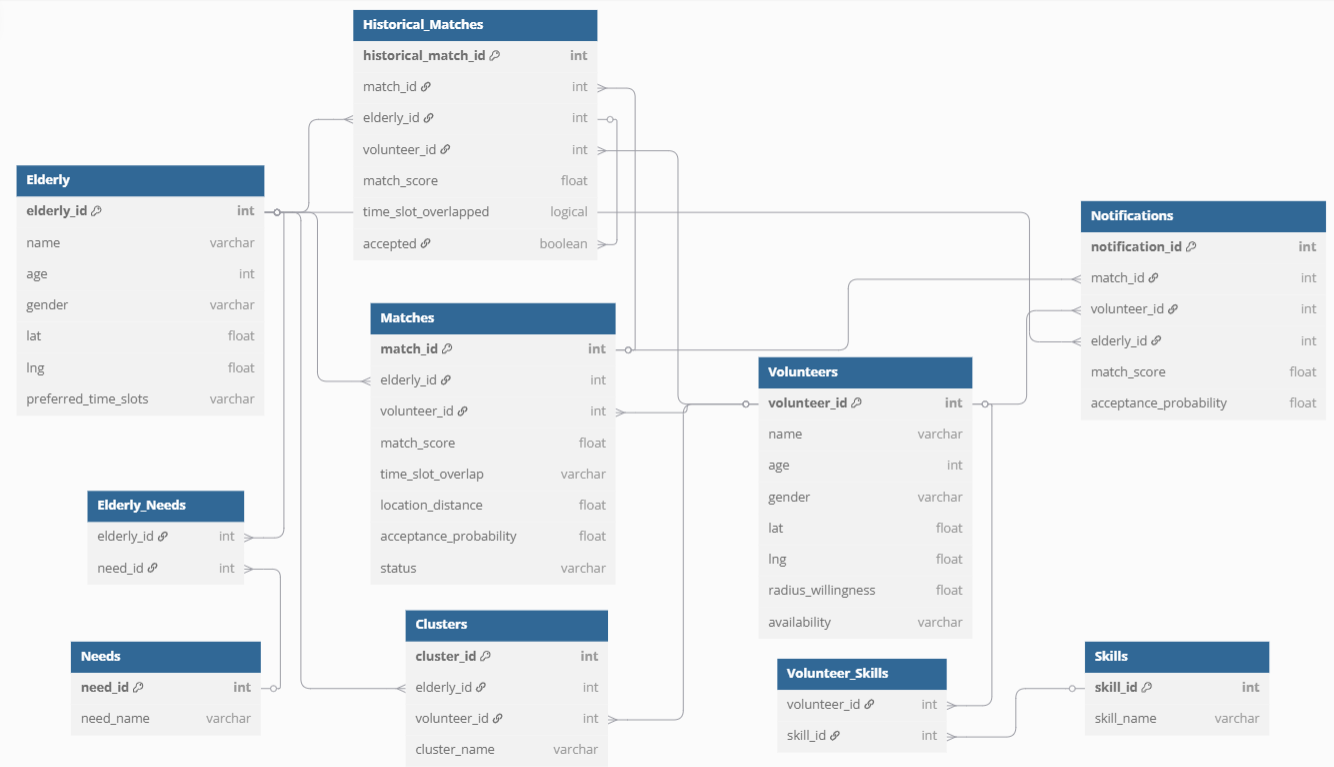 Historical_Matches
historical_match_id int
match_id int
elderly_id int
volunteer_id int
match_score float
time_slot_overlapped logical
accepted boolean
Elderly
elderly_id int
name varchar
age int
gender varchar
lat float
lng float
preferred_time_slots varchar
Notifications
notification_id int
match_id int
volunteer_id int
elderly_id int
match_score float
acceptance_probability float
Matches
match_id int
elderly_id int
volunteer_id int
match_score float
time_slot_overlap varchar
location_distance float
acceptance_probability float
status varchar
Volunteers
volunteer_id int
name varchar
age int
gender varchar
lat float
lng float
radius_willingness float
availability varchar
Elderly_Needs
elderly_id int
need_id int
Needs
need_id int
need_name varchar
Clusters
cluster_id int
elderly_id int
volunteer_id int
cluster_name varchar
Volunteer_Skills
volunteer_id int
skill_id int
Skills
skill_id int
skill_name varchar